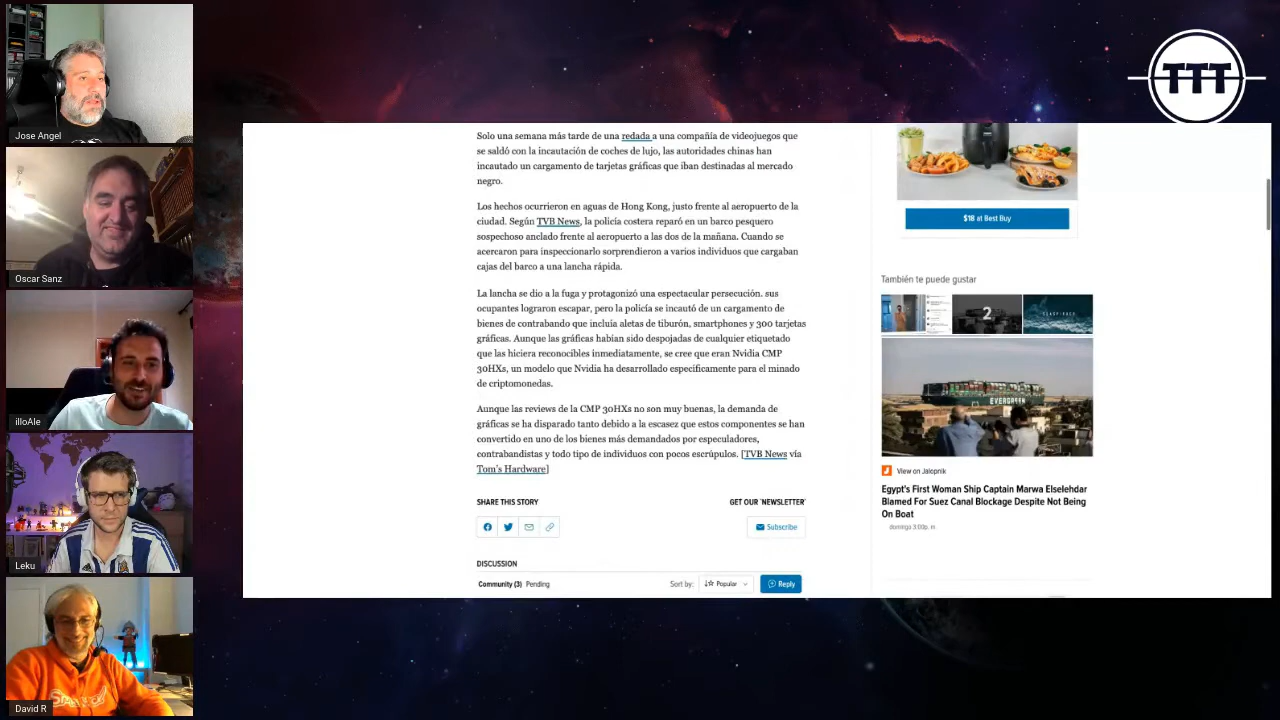 Jose Angel
Oscar Sanz
illoAle
Leku
David R
TTT
Solo una semana más tarde de una redada a una compañía de videojuegos que
se saldó con la incautación de coches de lujo, las autoridades chinas han
incautado un cargamento de tarjetas gráficas que iban destinadas al mercado
negro.
Los hechos ocurrieron en aguas de Hong Kong, justo frente al aeropuerto de la
ciudad. Según TVB News, la policía costera reparó en un barco pesquero
sospechoso anclado frente al aeropuerto a las dos de la mañana. Cuando se
acercaron para inspeccionarlo sorprendieron a varios individuos que cargaban
cajas del barco a una lancha rápida.
La lancha se dio a la fuga y protagonizó una espectacular persecución. sus
ocupantes lograron escapar, pero la policía se incautó de un cargamento de
bienes de contrabando que incluía aletas de tiburón, smartphones y 300 tarjetas
gráficas. Aunque las gráficas habían sido despojadas de cualquier etiquetado
que las hiciera reconocibles inmediatamente, se cree que eran Nvidia CMP
30HXs, un modelo que Nvidia ha desarrollado específicamente para el minado
de criptomonedas.
Aunque las reviews de la CMP 30HXs no son muy buenas, la demanda de
gráficas se ha disparado tanto debido a la escasez que estos componentes se han
convertido en uno de los bienes más demandados por especuladores,
contrabandistas y todo tipo de individuos con pocos escrúpulos. [TVB News vía
Tom's Hardware]
SHARE THIS STORY
GET OUR NEWSLETTER
Subscribe
DISCUSSION
Community (3) Pending
Sort by: Popular
Reply
$18 at Best Buy
También te puede gustar
2
EVERGREEN
View on Jalopnik
Egypt's First Woman Ship Captain Marwa Elselehdar
Blamed For Suez Canal Blockage Despite Not Being
On Boat
domingo 3:00p. m.